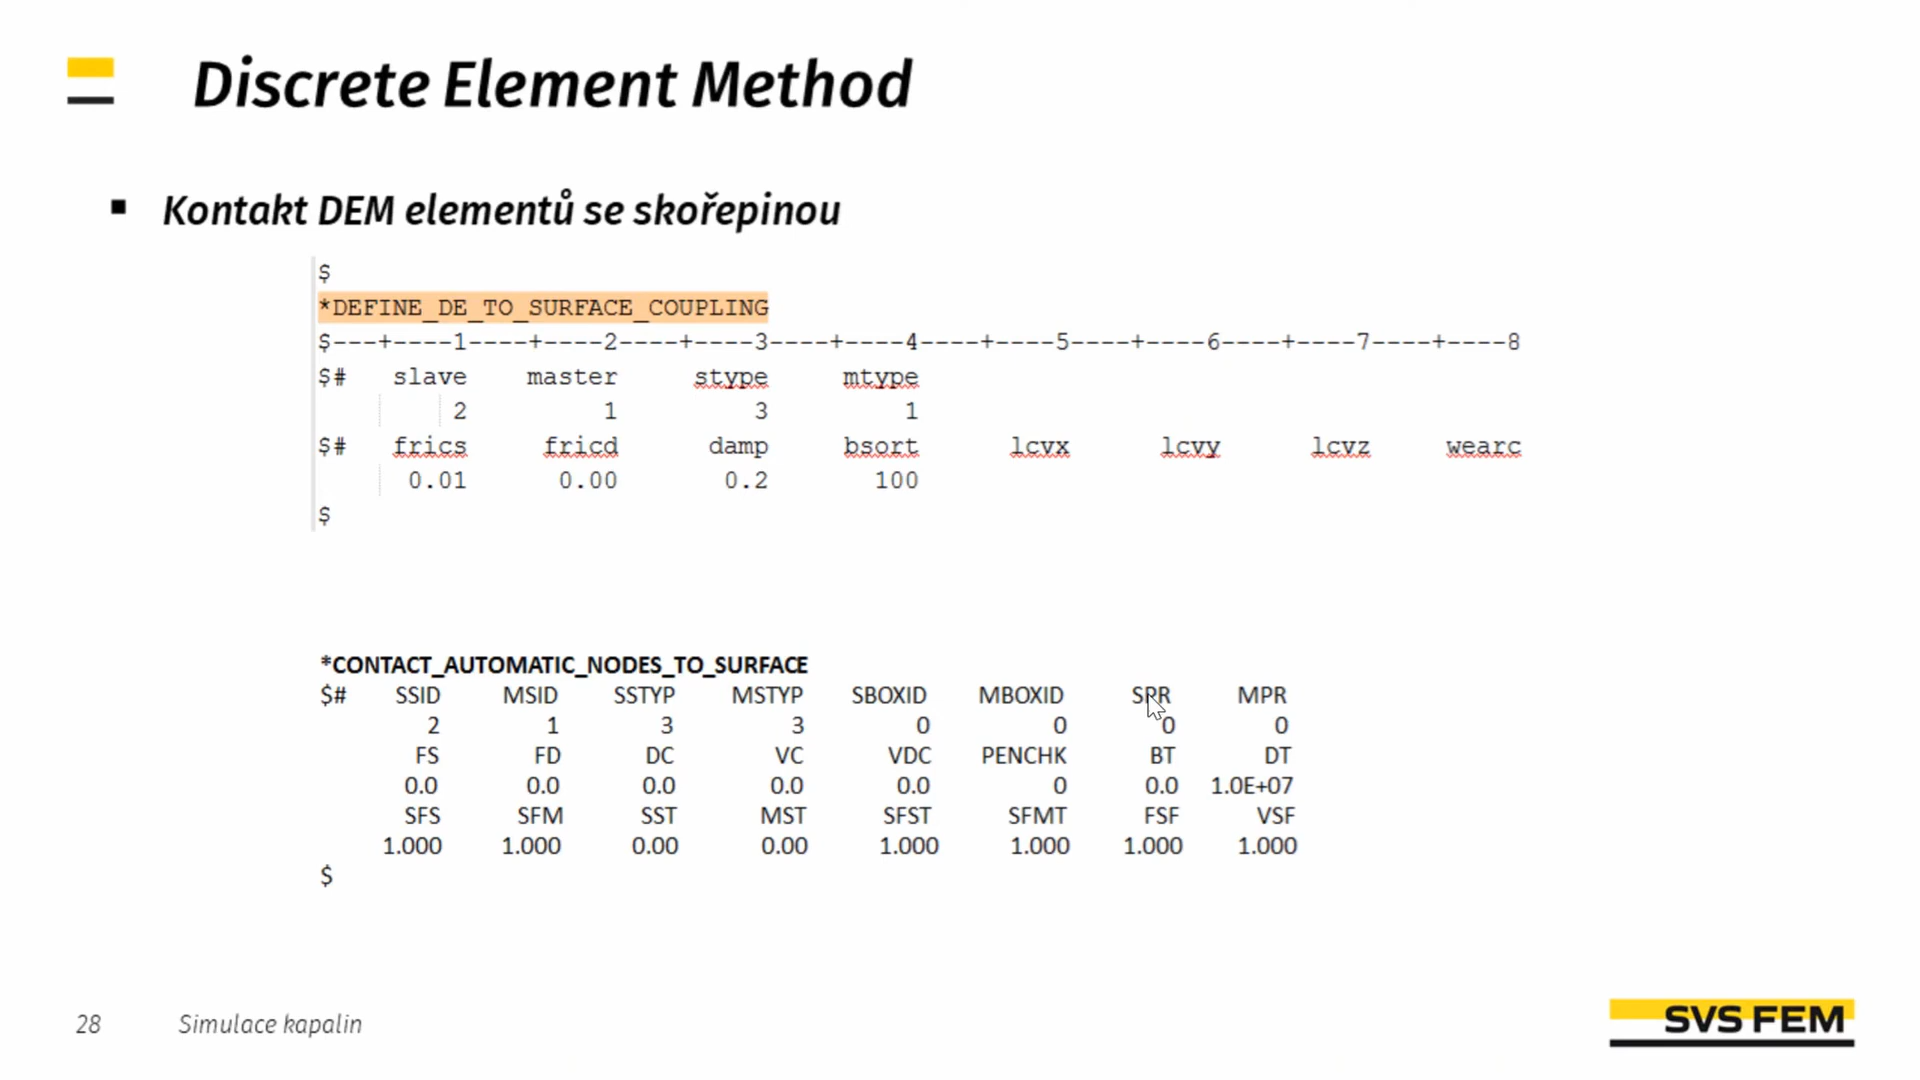 Discrete Element Method
▪ Kontakt DEM elementů se skořepinou
$
*DEFINE_DE_TO_SURFACE_COUPLING
$---+----1----+----2----+----3----+----4----+----5----+----6----+----7----+----8
$# slave master stype mtype
2 1 3 1
$# frics fricd damp bsort lcvx lcvy lcvz wearc
0.01 0.00 0.2 100
$
*CONTACT_AUTOMATIC_NODES_TO_SURFACE
$# SSID MSID SSTYP MSTYP SBOXID MBOXID SPR MPR
2 1 3 3 0 0 0 0
FS FD DC VC VDC PENCHK BT DT
0.0 0.0 0.0 0.0 0.0 0 0.0 1.0E+07
SFS SFM SST MST SFST SFMT FSF VSF
1.000 1.000 0.00 0.00 1.000 1.000 1.000 1.000
$
28 Simulace kapalin
SVS FEM